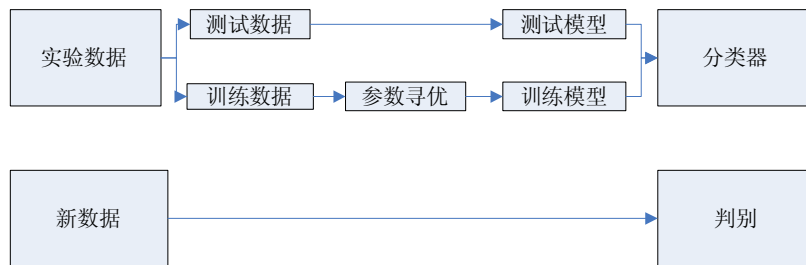 实验数据
测试数据
测试模型
训练数据
参数寻优
训练模型
分类器
新数据
判别